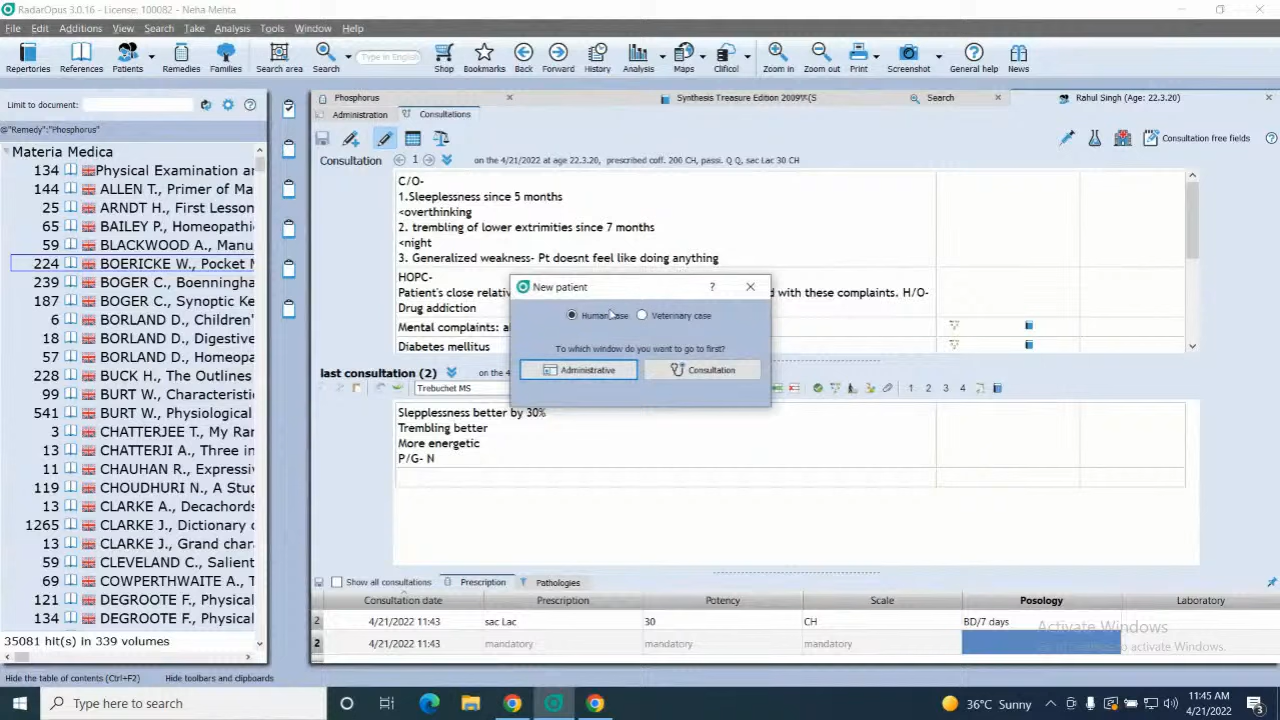 RadarOpus 3.0.16 - License: 100082 - Neha Mehta
File Edit Additions View Search Take Analysis Tools Window Help
Repertories References Patients Remedies Families Search area Search Type in English Shop Bookmarks Back Forward History Analysis Maps Clificol Zoom in Zoom out Print Screenshot General help News
Limit to document:
@"Remedy":"Phosphorus"
Materia Medica
134 Physical Examination a
144 ALLEN T., Primer of Ma
25 ARNDT H., First Lesson
65 BAILEY P., Homeopathi
59 BLACKWOOD A., Manu
224 BOERICKE W., Pocket M
239 BOGER C., Boenningha
187 BOGER C., Synoptic Ke
6 BORLAND D., Children'
18 BORLAND D., Digestive
57 BORLAND D., Homeopa
228 BUCK H., The Outlines
99 BURT W., Characteristi
541 BURT W., Physiological
3 CHATTERJEE T., My Rar
13 CHATTERJI A., Three in
11 CHAUHAN R., Expressiv
119 CHOUDHURI N., A Stud
13 CLARKE A., Decachords
1265 CLARKE J., Dictionary o
13 CLARKE J., Grand char
59 CLEVELAND C., Salient
69 COWPERTHWAITE A., T
121 DEGROOTE F., Physical
134 DEGROOTE F., Physical
35081 hit(s) in 339 volumes
Hide the table of contents (Ctrl+F2) Hide toolbars and clipboards
Phosphorus Synthesis Treasure Edition 2009V(S Search Rahul Singh (Age: 22.3.20)
Administration Consultations
Consultation free fields
Consultation 1 on the 4/21/2022 at age 22.3.20, prescribed coff. 200 CH, passi. Q Q, sac Lac 30 CH
C/O-
1.Sleeplessness since 5 months
<overthinking
2. trembling of lower extrimities since 7 months
<night
3. Generalized weakness- Pt doesnt feel like doing anything
HOPC-
Patient's close relativ d with these complaints. H/O-
Drug addiction
Mental complaints: a
Diabetes mellitus
New patient
Human case Veterinary case
To which window do you want to go to first?
Administrative Consultation
last consultation (2) on the 4
Trebuchet MS 1 2 3 4
Slepplessness better by 30%
Trembling better
More energetic
P/G- N
Show all consultations Prescription Pathologies
Consultation date Prescription Potency Scale Posology Laboratory
2 4/21/2022 11:43 sac Lac 30 CH BD/7 days
2 4/21/2022 11:43 mandatory mandatory mandatory
Activate Windows
to activate Windows.
Type here to search
36°C Sunny
11:45 AM
4/21/2022
3